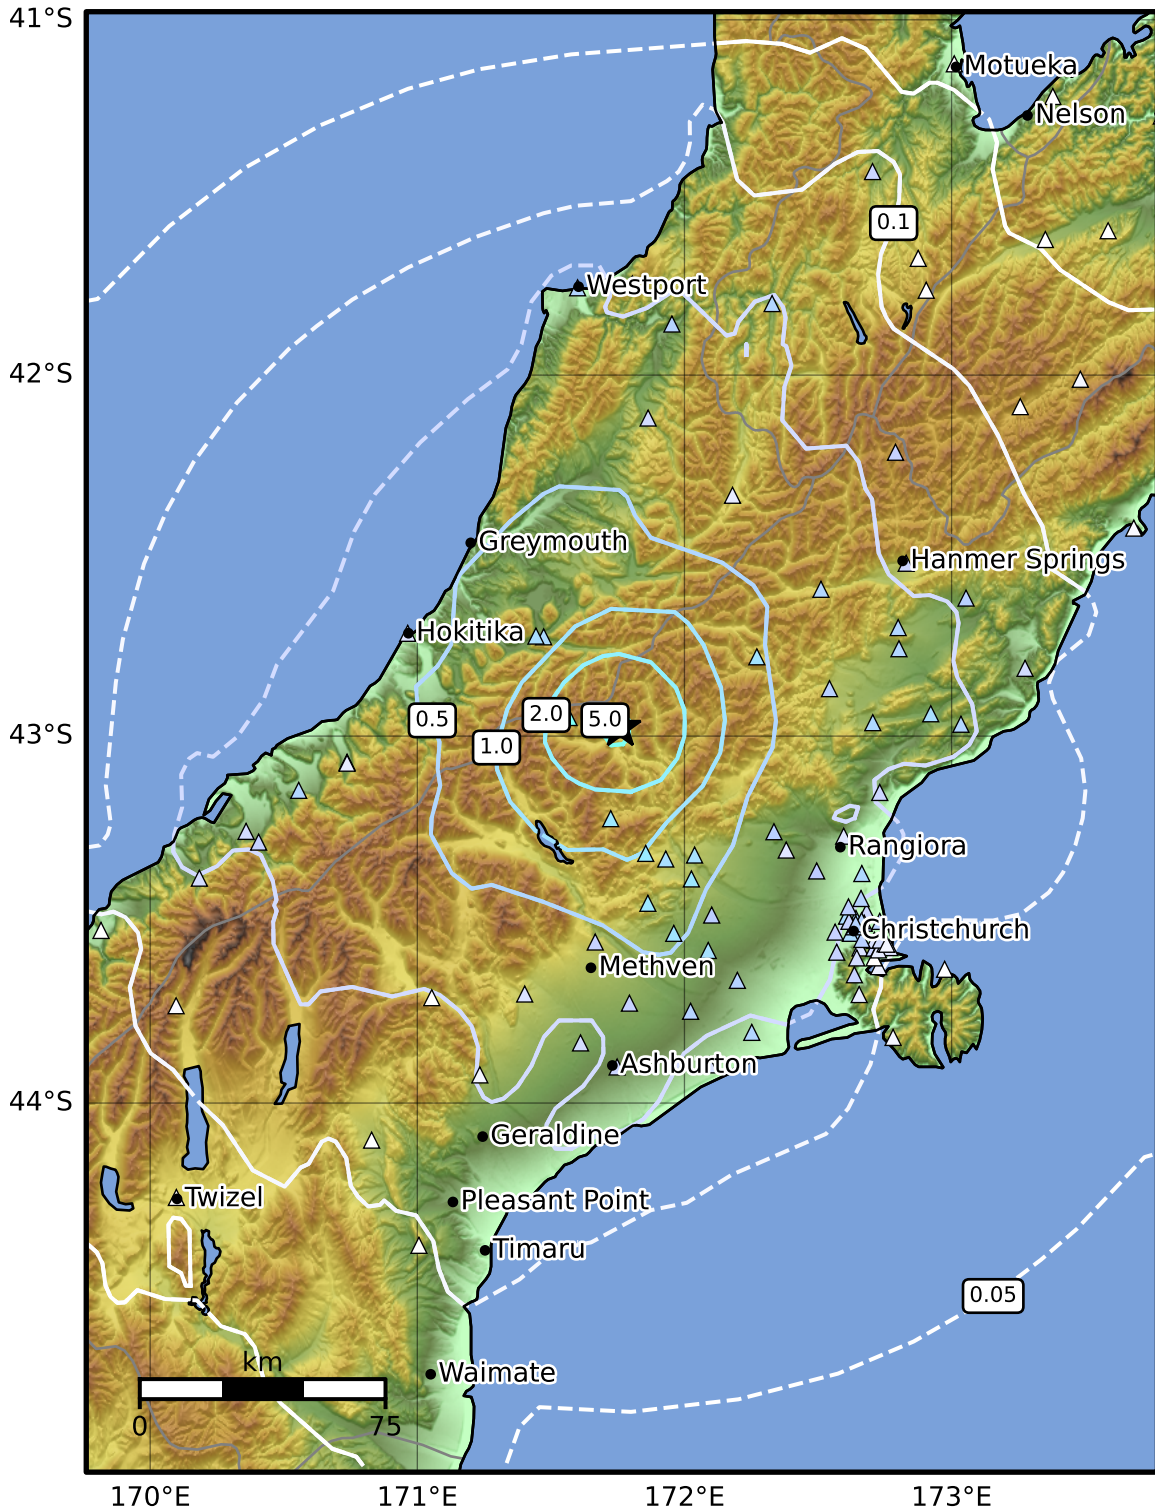 41°S
Motueka
Nelson
0.1
Westport
42°S
Greymouth
Hanmer Springs
Hokitika
0.5
2.0
5.0
1.0
43°S
Rangiora
Christchurch
Methven
Ashburton
44°S
Geraldine
Twizel
Pleasant Point
Timaru
0.05
km
Waimate
0
75
170°E
171°E
172°E
173°E